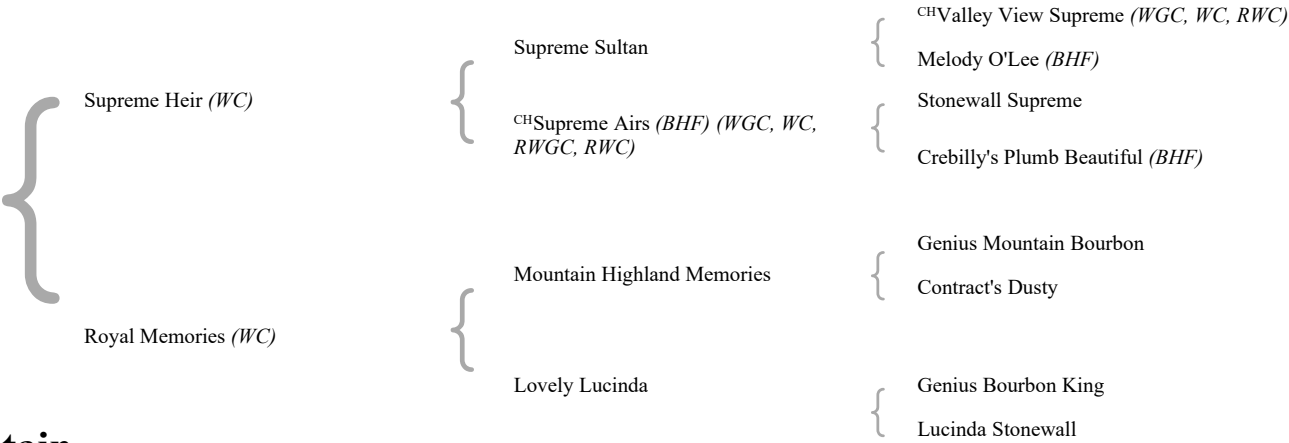 CHValley View Supreme (WGC, WC, RWC)
Supreme Sultan
Melody O'Lee (BHF)
Supreme Heir (WC)
Stonewall Supreme
CHSupreme Airs (BHF) (WGC, WC,
RWGC, RWC)
Crebilly's Plumb Beautiful (BHF)
Genius Mountain Bourbon
Mountain Highland Memories
Contract's Dusty
Royal Memories (WC)
Lovely Lucinda
Genius Bourbon King
Lucinda Stonewall